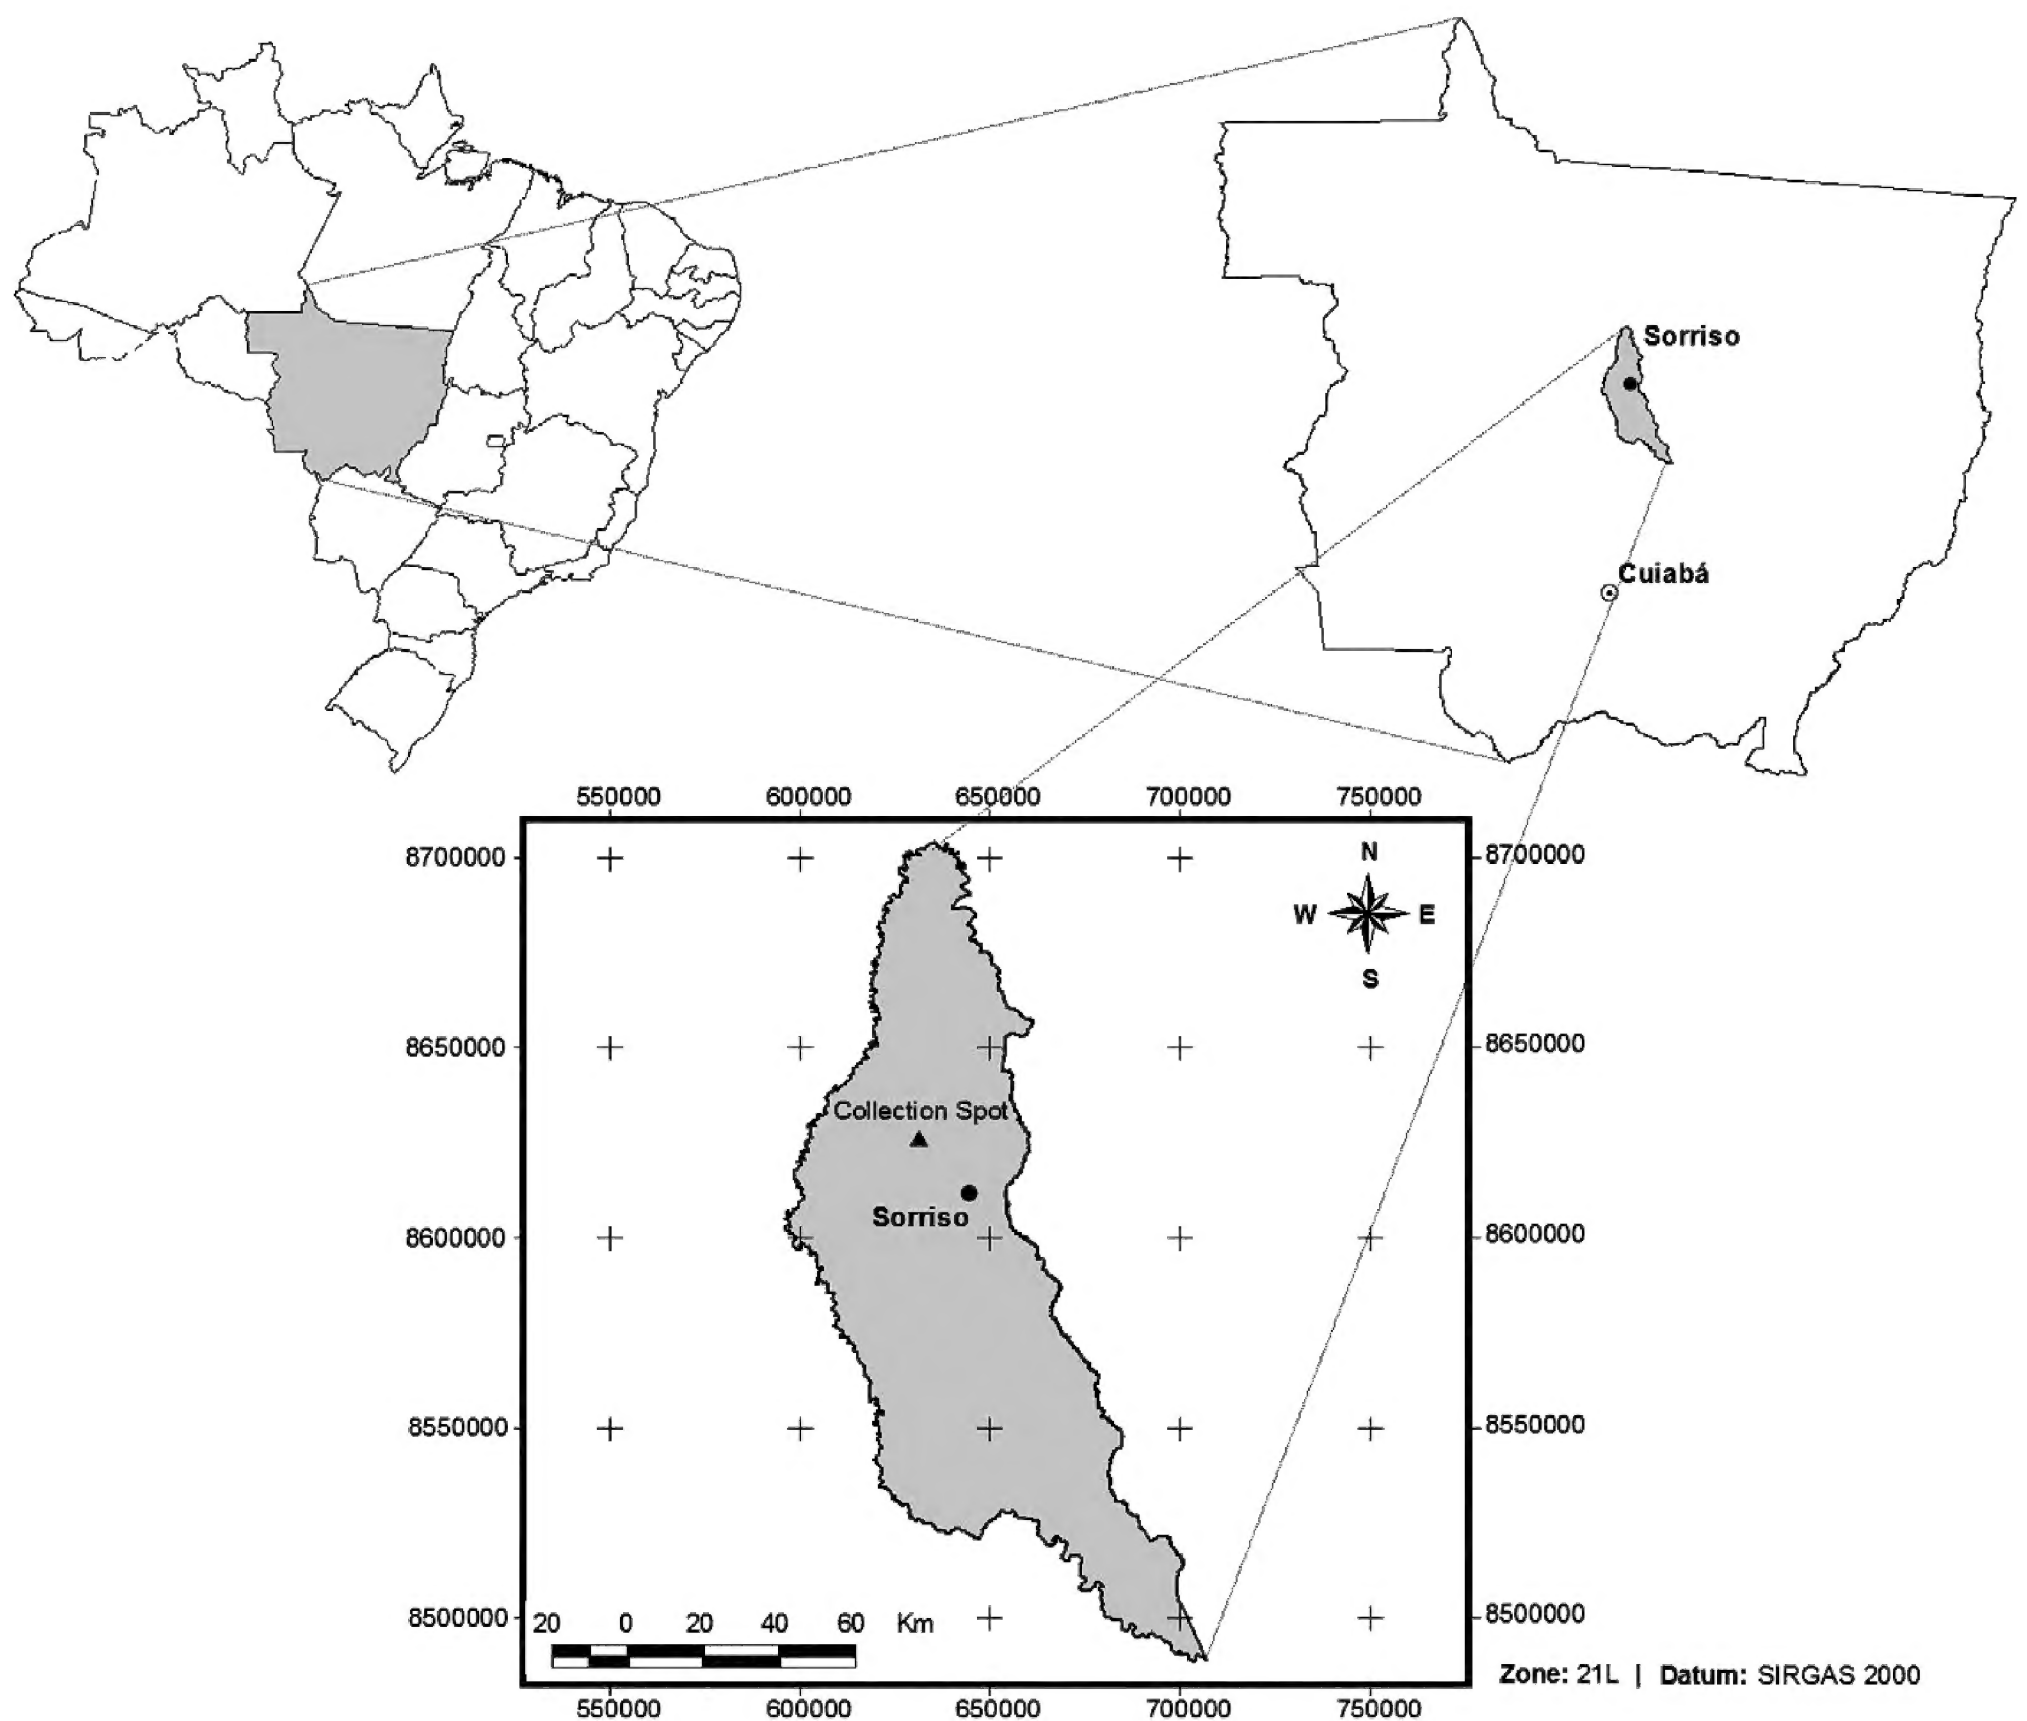 Sorriso
Cuiabá
550000 600000 650000 700000 750000
8700000 8700000
N
W E
S
8650000 8650000
Collection Spot
Sorriso
8600000 8600000
8550000 8550000
8500000 8500000
20 0 20 40 60 Km
Zone: 21L | Datum: SIRGAS 2000
550000 600000 650000 700000 750000